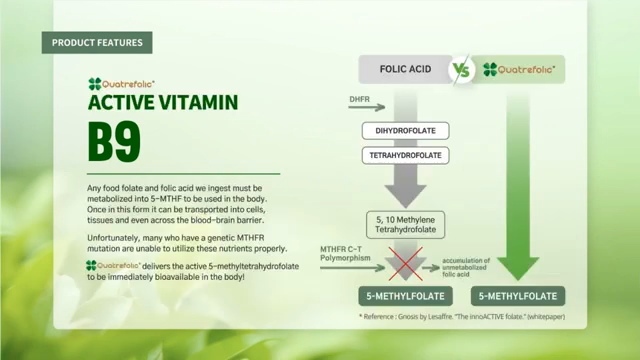 PRODUCT FEATURES
Quatrefolic®
ACTIVE VITAMIN
B9
Any food folate and folic acid we ingest must be
metabolized into 5-MTHF to be used in the body.
Once in this form it can be transported into cells,
tissues and even across the blood-brain barrier.
Unfortunately, many who have a genetic MTHFR
mutation are unable to utilize these nutrients properly.
Quatrefolic® delivers the active 5-methyltetrahydrofolate
to be immediately bioavailable in the body!
FOLIC ACID
VS
Quatrefolic®
DHFR
DIHYDROFOLATE
TETRAHYDROFOLATE
5, 10 Methylene
Tetrahydrofolate
MTHFR C-T
Polymorphism
accumulation of
unmetabolized
folic acid
5-METHYLFOLATE
5-METHYLFOLATE
* Reference : Gnosis by Lesaffre. "The innoACTIVE folate." (whitepaper)